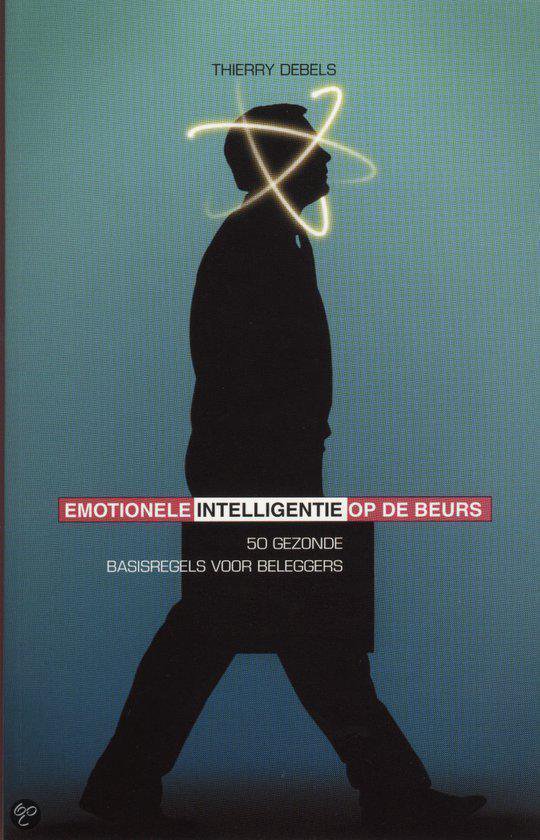 THIERRY DEBELS
EMOTIONELE INTELLIGENTIE OP DE BEURS
50 GEZONDE
BASISREGELS VOOR BELEGGERS